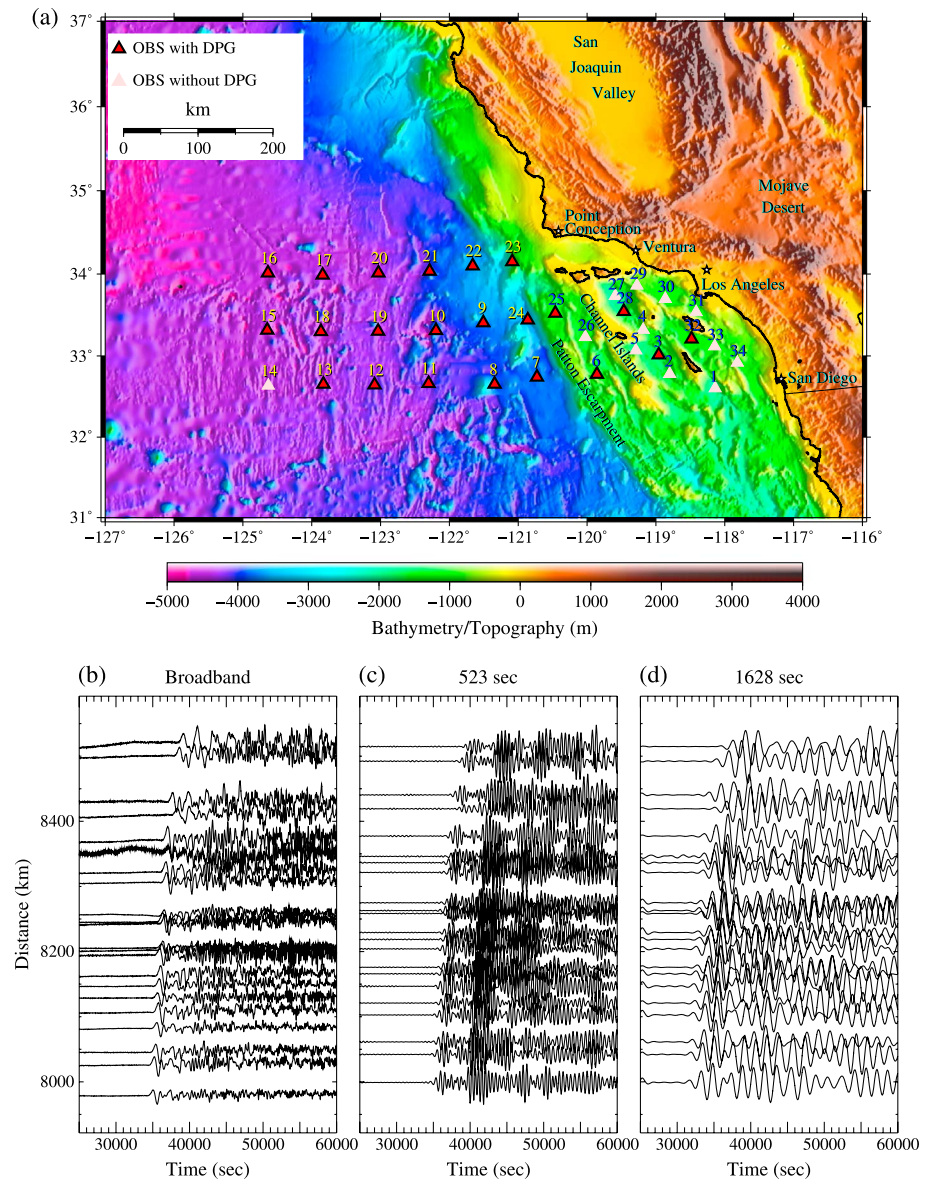 (a)
37°
36°
35°
34°
33°
32°
31°
OBS with DPG
OBS without DPG
km
0 100 200
San
Joaquin
Valley
Mojave
Desert
Point
Conception
Ventura
Los Angeles
San Diego
Channel Islands
Patton Escarpment
16 17 20 21 22 23
15 18 19 10 9 24 25
14 13 12 11 8 7 6
29
27 30
28 31
26 4 32 33
5 3 34
2 1
−127° −126° −125° −124° −123° −122° −121° −120° −119° −118° −117° −116°
−5000 −4000 −3000 −2000 −1000 0 1000 2000 3000 4000
Bathymetry/Topography (m)
(b) Broadband
(c) 523 sec
(d) 1628 sec
Distance (km)
8400
8200
8000
30000 40000 50000 60000
30000 40000 50000 60000
30000 40000 50000 60000
Time (sec)
Time (sec)
Time (sec)